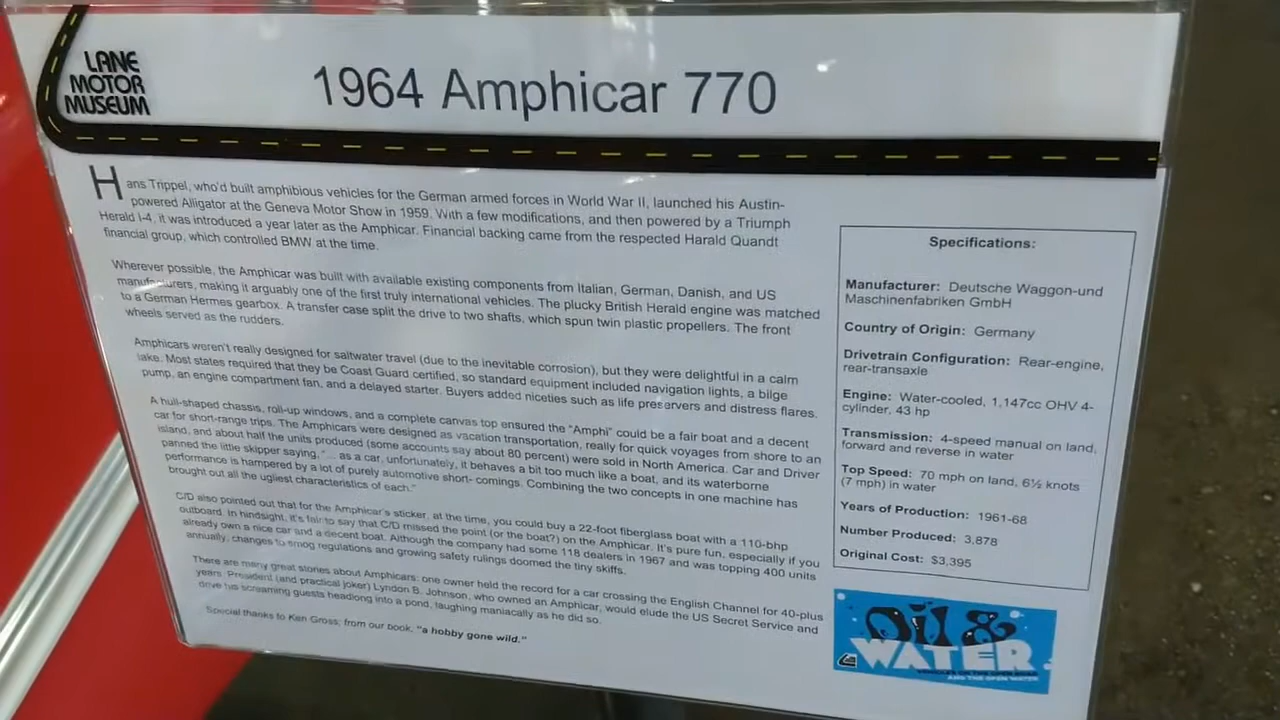 LANE
MOTOR
MUSEUM
1964 Amphicar 770
Hans Trippel, who'd built amphibious vehicles for the German armed forces in World War II, launched his Austin-
powered Alligator at the Geneva Motor Show in 1959. With a few modifications, and then powered by a Triumph
Herald I-4, it was introduced a year later as the Amphicar. Financial backing came from the respected Harald Quandt
financial group, which controlled BMW at the time.
Wherever possible, the Amphicar was built with available existing components from Italian, German, Danish, and US
manufacturers, making it arguably one of the first truly international vehicles. The plucky British Herald engine was matched
to a German Hermes gearbox. A transfer case split the drive to two shafts, which spun twin plastic propellers. The front
wheels served as the rudders.
Amphicars weren't really designed for saltwater travel (due to the inevitable corrosion), but they were delightful in a calm
lake. Most states required that they be Coast Guard certified, so standard equipment included navigation lights, a bilge
pump, an engine compartment fan, and a delayed starter. Buyers added niceties such as life preservers and distress flares.
A hull-shaped chassis, roll-up windows, and a complete canvas top ensured the "Amphi" could be a fair boat and a decent
car for short-range trips. The Amphicars were designed as vacation transportation, really for quick voyages from shore to an
island, and about half the units produced (some accounts say about 80 percent) were sold in North America. Car and Driver
panned the little skipper saying, "... as a car, unfortunately, it behaves a bit too much like a boat, and its waterborne
performance is hampered by a lot of purely automotive short- comings. Combining the two concepts in one machine has
brought out all the ugliest characteristics of each."
C/D also pointed out that for the Amphicar's sticker, at the time, you could buy a 22-foot fiberglass boat with a 110-bhp
outboard. In hindsight, it's fair to say that C/D missed the point (or the boat?) on the Amphicar. It's pure fun, especially if you
already own a nice car and a decent boat. Although the company had some 118 dealers in 1967 and was topping 400 units
annually, changes to smog regulations and growing safety rulings doomed the tiny skiffs.
There are many great stories about Amphicars: one owner held the record for a car crossing the English Channel for 40-plus
years. President (and practical joker) Lyndon B. Johnson, who owned an Amphicar, would elude the US Secret Service and
drive his screaming guests headlong into a pond, laughing maniacally as he did so.
Special thanks to Ken Gross, from our book, "a hobby gone wild."
Specifications:
Manufacturer: Deutsche Waggon-und
Maschinenfabriken GmbH
Country of Origin: Germany
Drivetrain Configuration: Rear-engine,
rear-transaxle
Engine: Water-cooled, 1,147cc OHV 4-
cylinder, 43 hp
Transmission: 4-speed manual on land,
forward and reverse in water
Top Speed: 70 mph on land, 6½ knots
(7 mph) in water
Years of Production: 1961-68
Number Produced: 3,878
Original Cost: $3,395
Oil &
WATER
VEHICLES ON THE OPEN ROAD
AND THE OPEN WATER